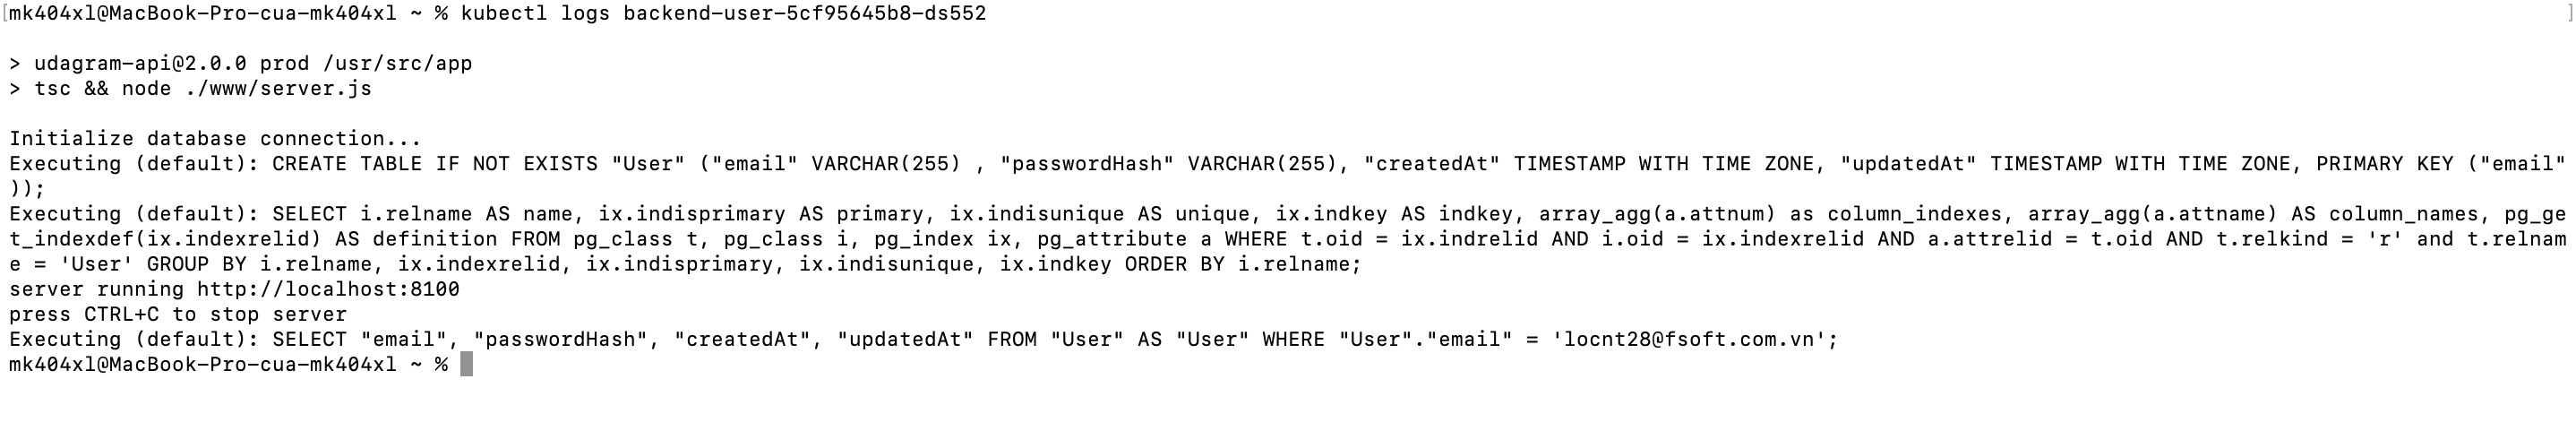 [mk404xl@MacBook-Pro-cua-mk404xl ~ % kubectl logs backend-user-5cf95645b8-ds552 ]
> udagram-api@2.0.0 prod /usr/src/app
> tsc && node ./www/server.js
Initialize database connection...
Executing (default): CREATE TABLE IF NOT EXISTS "User" ("email" VARCHAR(255) , "passwordHash" VARCHAR(255), "createdAt" TIMESTAMP WITH TIME ZONE, "updatedAt" TIMESTAMP WITH TIME ZONE, PRIMARY KEY ("email"
));
Executing (default): SELECT i.relname AS name, ix.indisprimary AS primary, ix.indisunique AS unique, ix.indkey AS indkey, array_agg(a.attnum) as column_indexes, array_agg(a.attname) AS column_names, pg_ge
t_indexdef(ix.indexrelid) AS definition FROM pg_class t, pg_class i, pg_index ix, pg_attribute a WHERE t.oid = ix.indrelid AND i.oid = ix.indexrelid AND a.attrelid = t.oid AND t.relkind = 'r' and t.relnam
e = 'User' GROUP BY i.relname, ix.indexrelid, ix.indisprimary, ix.indisunique, ix.indkey ORDER BY i.relname;
server running http://localhost:8100
press CTRL+C to stop server
Executing (default): SELECT "email", "passwordHash", "createdAt", "updatedAt" FROM "User" AS "User" WHERE "User"."email" = 'locnt28@fsoft.com.vn';
mk404xl@MacBook-Pro-cua-mk404xl ~ %